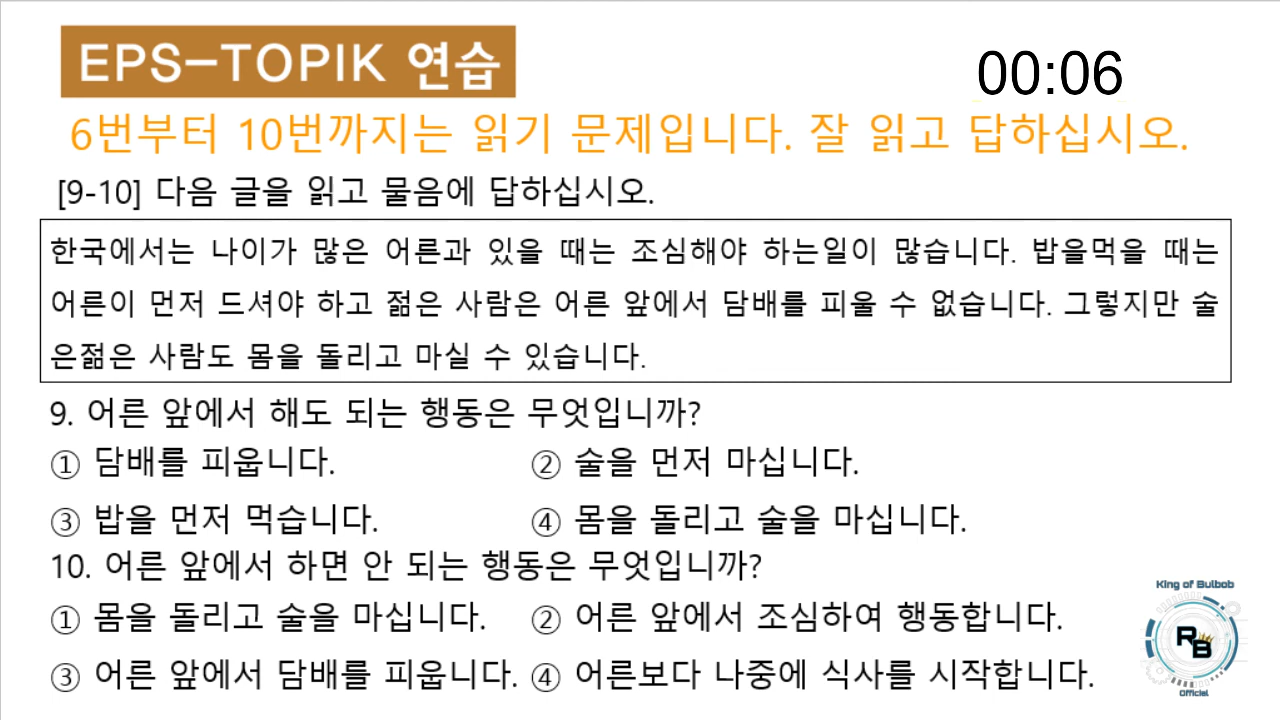 EPS-TOPIK 연습
00:06
6번부터 10번까지는 읽기 문제입니다. 잘 읽고 답하십시오.
[9-10] 다음 글을 읽고 물음에 답하십시오.
한국에서는 나이가 많은 어른과 있을 때는 조심해야 하는일이 많습니다. 밥을먹을 때는
어른이 먼저 드셔야 하고 젊은 사람은 어른 앞에서 담배를 피울 수 없습니다. 그렇지만 술
은젊은 사람도 몸을 돌리고 마실 수 있습니다.
9. 어른 앞에서 해도 되는 행동은 무엇입니까?
① 담배를 피웁니다. ② 술을 먼저 마십니다.
③ 밥을 먼저 먹습니다. ④ 몸을 돌리고 술을 마십니다.
10. 어른 앞에서 하면 안 되는 행동은 무엇입니까?
① 몸을 돌리고 술을 마십니다. ② 어른 앞에서 조심하여 행동합니다.
③ 어른 앞에서 담배를 피웁니다. ④ 어른보다 나중에 식사를 시작합니다.
King of Bulbob
RB
Official